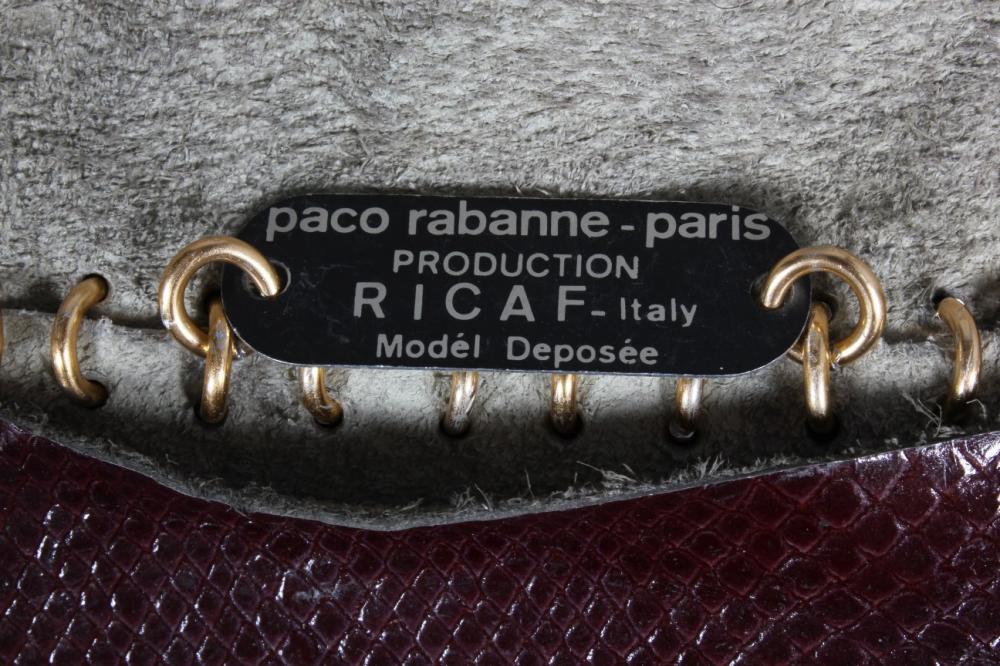 paco rabanne - paris
PRODUCTION
RICAF - Italy
Modél Deposée